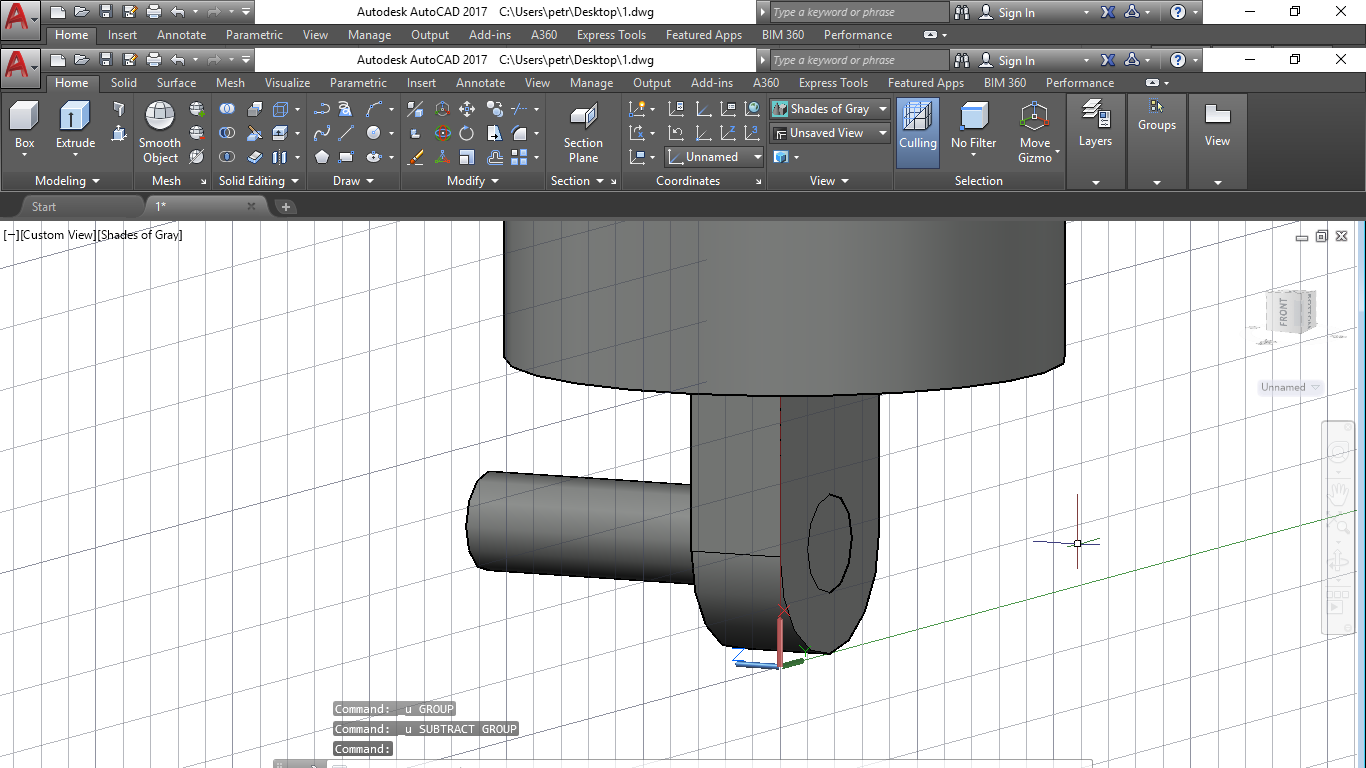 Autodesk AutoCAD 2017 C:\Users\petr\Desktop\1.dwg Type a keyword or phrase Sign In
Home Insert Annotate Parametric View Manage Output Add-ins A360 Express Tools Featured Apps BIM 360 Performance
Autodesk AutoCAD 2017 C:\Users\petr\Desktop\1.dwg Type a keyword or phrase Sign In
Home Solid Surface Mesh Visualize Parametric Insert Annotate View Manage Output Add-ins A360 Express Tools Featured Apps BIM 360 Performance
Shades of Gray
Unsaved View
Box Extrude Smooth Object Section Plane Unnamed Culling No Filter Move Gizmo Layers Groups View
Modeling Mesh Solid Editing Draw Modify Section Coordinates View Selection
Start 1*
[−][Custom View][Shades of Gray]
FRONT
Unnamed
X
Y
Z
Command: u GROUP
Command: u SUBTRACT GROUP
Command: